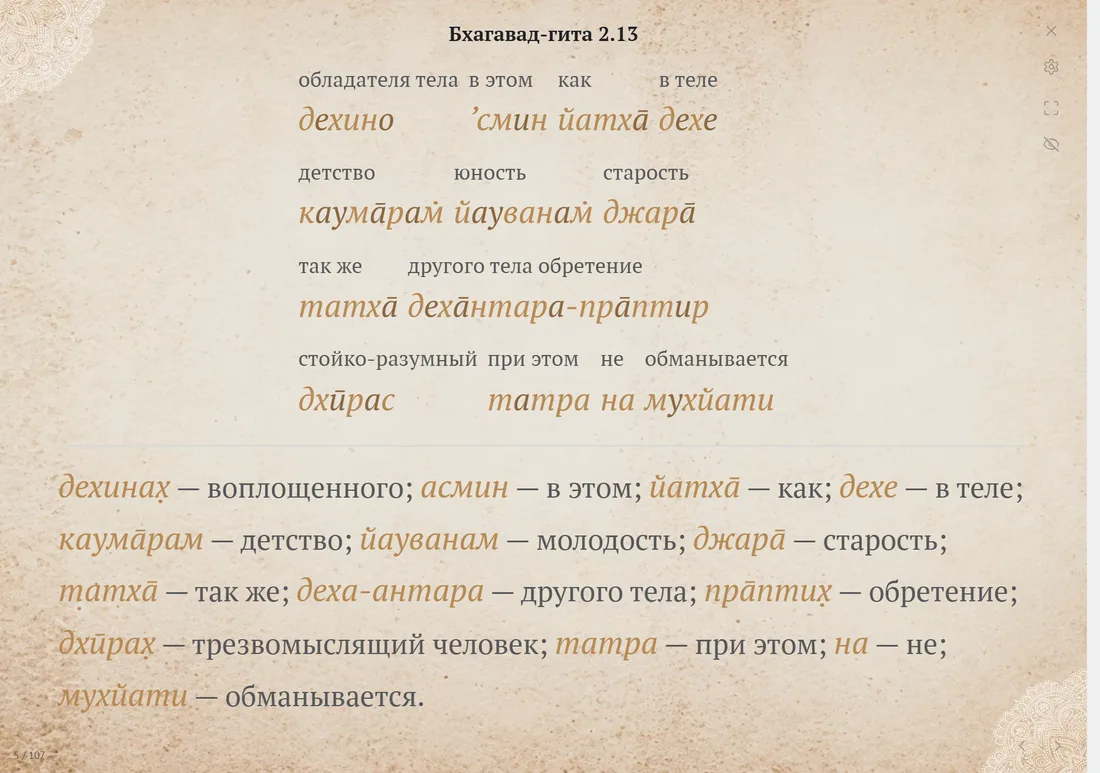 Бхагавад-гита 2.13
обладателя тела в этом как в теле
дехино ’смин йатха̄ дехе
детство юность старость
каума̄рам̇ йауванам̇ джара̄
так же другого тела обретение
татха̄ деха̄нтара-пра̄птир
стойко-разумный при этом не обманывается
дхӣрас татра на мухйати
дехинах̣ — воплощенного; асмин — в этом; йатха̄ — как; дехе — в теле;
каума̄рам — детство; йауванам — молодость; джара̄ — старость;
татха̄ — так же; деха-антара — другого тела; пра̄птих̣ — обретение;
дхӣрах̣ — трезвомыслящий человек; татра — при этом; на — не;
мухйати — обманывается.
5 / 107